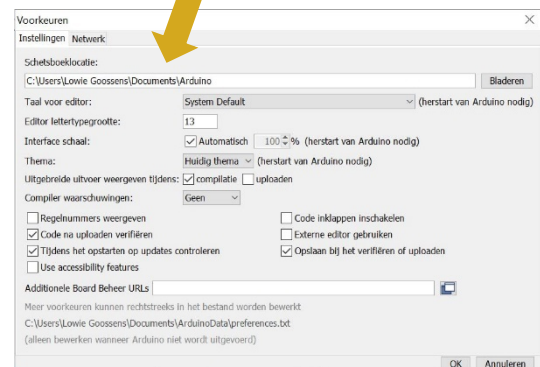 Voorkeuren
Instellingen Netwerk
Schetsboeklocatie:
C:\Users\Lowie Goossens\Documents\Arduino Bladeren
Taal voor editor: System Default (herstart van Arduino nodig)
Editor lettertypegrootte: 13
Interface schaal: Automatisch 100 % (herstart van Arduino nodig)
Thema: Huidig thema (herstart van Arduino nodig)
Uitgebreide uitvoer weergeven tijdens: compilatie uploaden
Compiler waarschuwingen: Geen
Regelnummers weergeven Code inklappen inschakelen
Code na uploaden verifiëren Externe editor gebruiken
Tijdens het opstarten op updates controleren Opslaan bij het verifiëren of uploaden
Use accessibility features
Additionele Board Beheer URLs
Meer voorkeuren kunnen rechtstreeks in het bestand worden bewerkt
C:\Users\Lowie Goossens\Documents\ArduinoData\preferences.txt
(alleen bewerken wanneer Arduino niet wordt uitgevoerd)
OK Annuleren